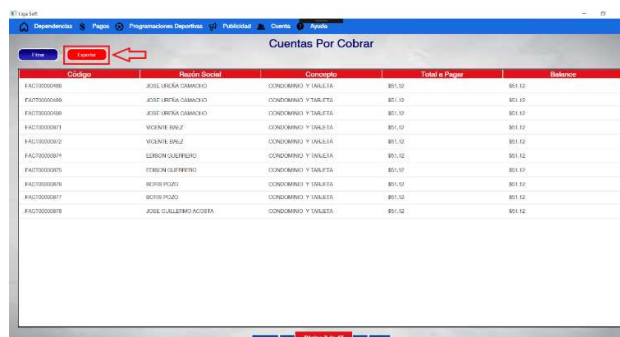 Liga Soft
Dependencias Pagos Programaciones Deportivas Publicidad Cuenta Ayuda
Cuentas Por Cobrar
Filtrar Exportar
Código Razón Social Concepto Total a Pagar Balance
JOSE UREÑA CAMACHO CONDOMINIO Y TARJETA $51.12 $51.12
JOSE UREÑA CAMACHO CONDOMINIO Y TARJETA $51.12 $51.12
JOSE UREÑA CAMACHO CONDOMINIO Y TARJETA $51.12 $51.12
FACT00000871 VICENTE BAEZ CONDOMINIO Y TARJETA $51.12 $51.12
FACT00000872 VICENTE BAEZ CONDOMINIO Y TARJETA $51.12 $51.12
FACT00000874 EDISON GUERRERO CONDOMINIO Y TARJETA $51.12 $51.12
FACT00000875 EDISON GUERRERO CONDOMINIO Y TARJETA $51.12 $51.12
FACT00000876 BORIS POZO CONDOMINIO Y TARJETA $51.12 $51.12
FACT00000877 BORIS POZO CONDOMINIO Y TARJETA $51.12 $51.12
FACT00000878 JOSE GUILLERMO ACOSTA CONDOMINIO Y TARJETA $51.12 $51.12